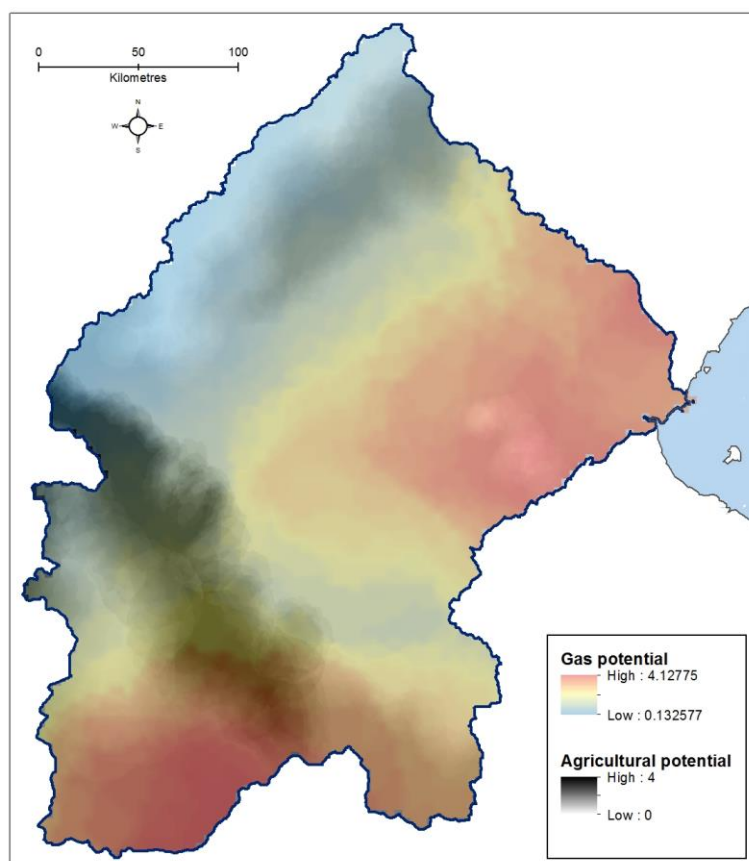 0 50 100
Kilometres
N
W E
S
Gas potential
High : 4.12775
Low : 0.132577
Agricultural potential
High : 4
Low : 0